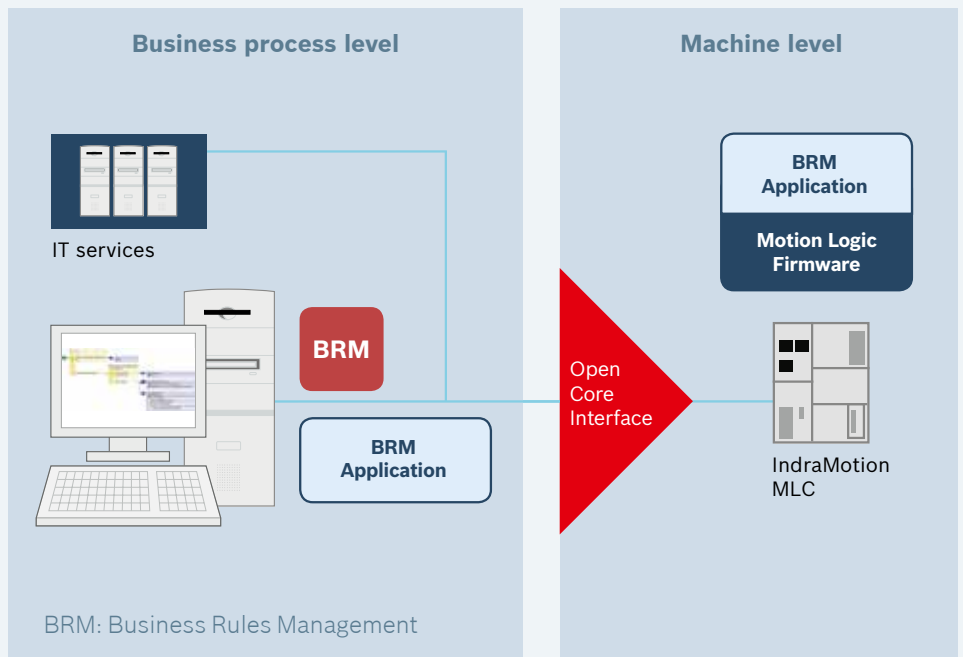 Business process level
IT services
BRM
BRM
Application
BRM: Business Rules Management
Machine level
BRM
Application
Motion Logic
Firmware
Open
Core
Interface
IndraMotion
MLC